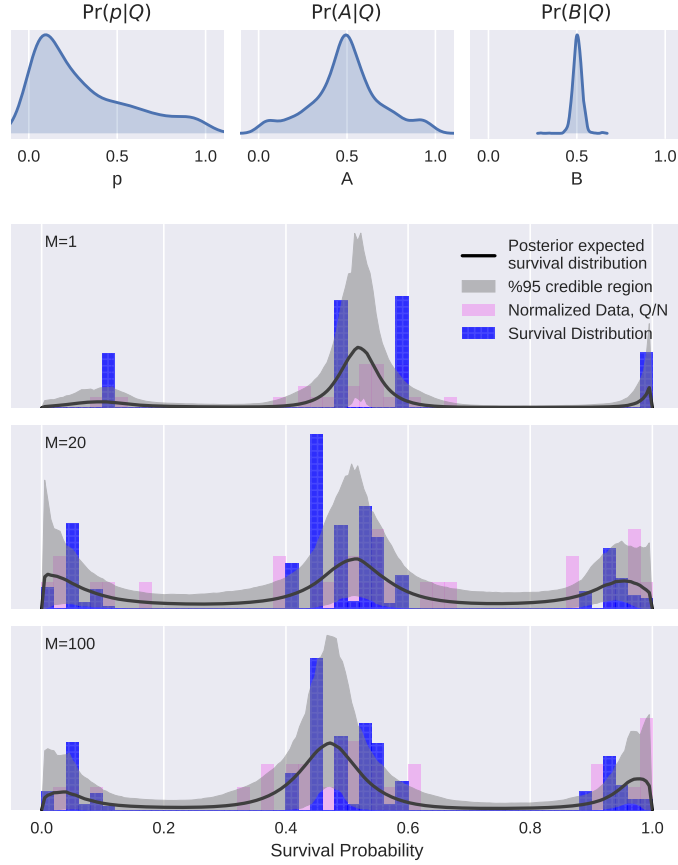 Pr(p|Q) Pr(A|Q) Pr(B|Q)
0.0 0.5 1.0 0.0 0.5 1.0 0.0 0.5 1.0
p A B
M=1
Posterior expected
survival distribution
%95 credible region
Normalized Data, Q/N
Survival Distribution
M=20
M=100
0.0 0.2 0.4 0.6 0.8 1.0
Survival Probability